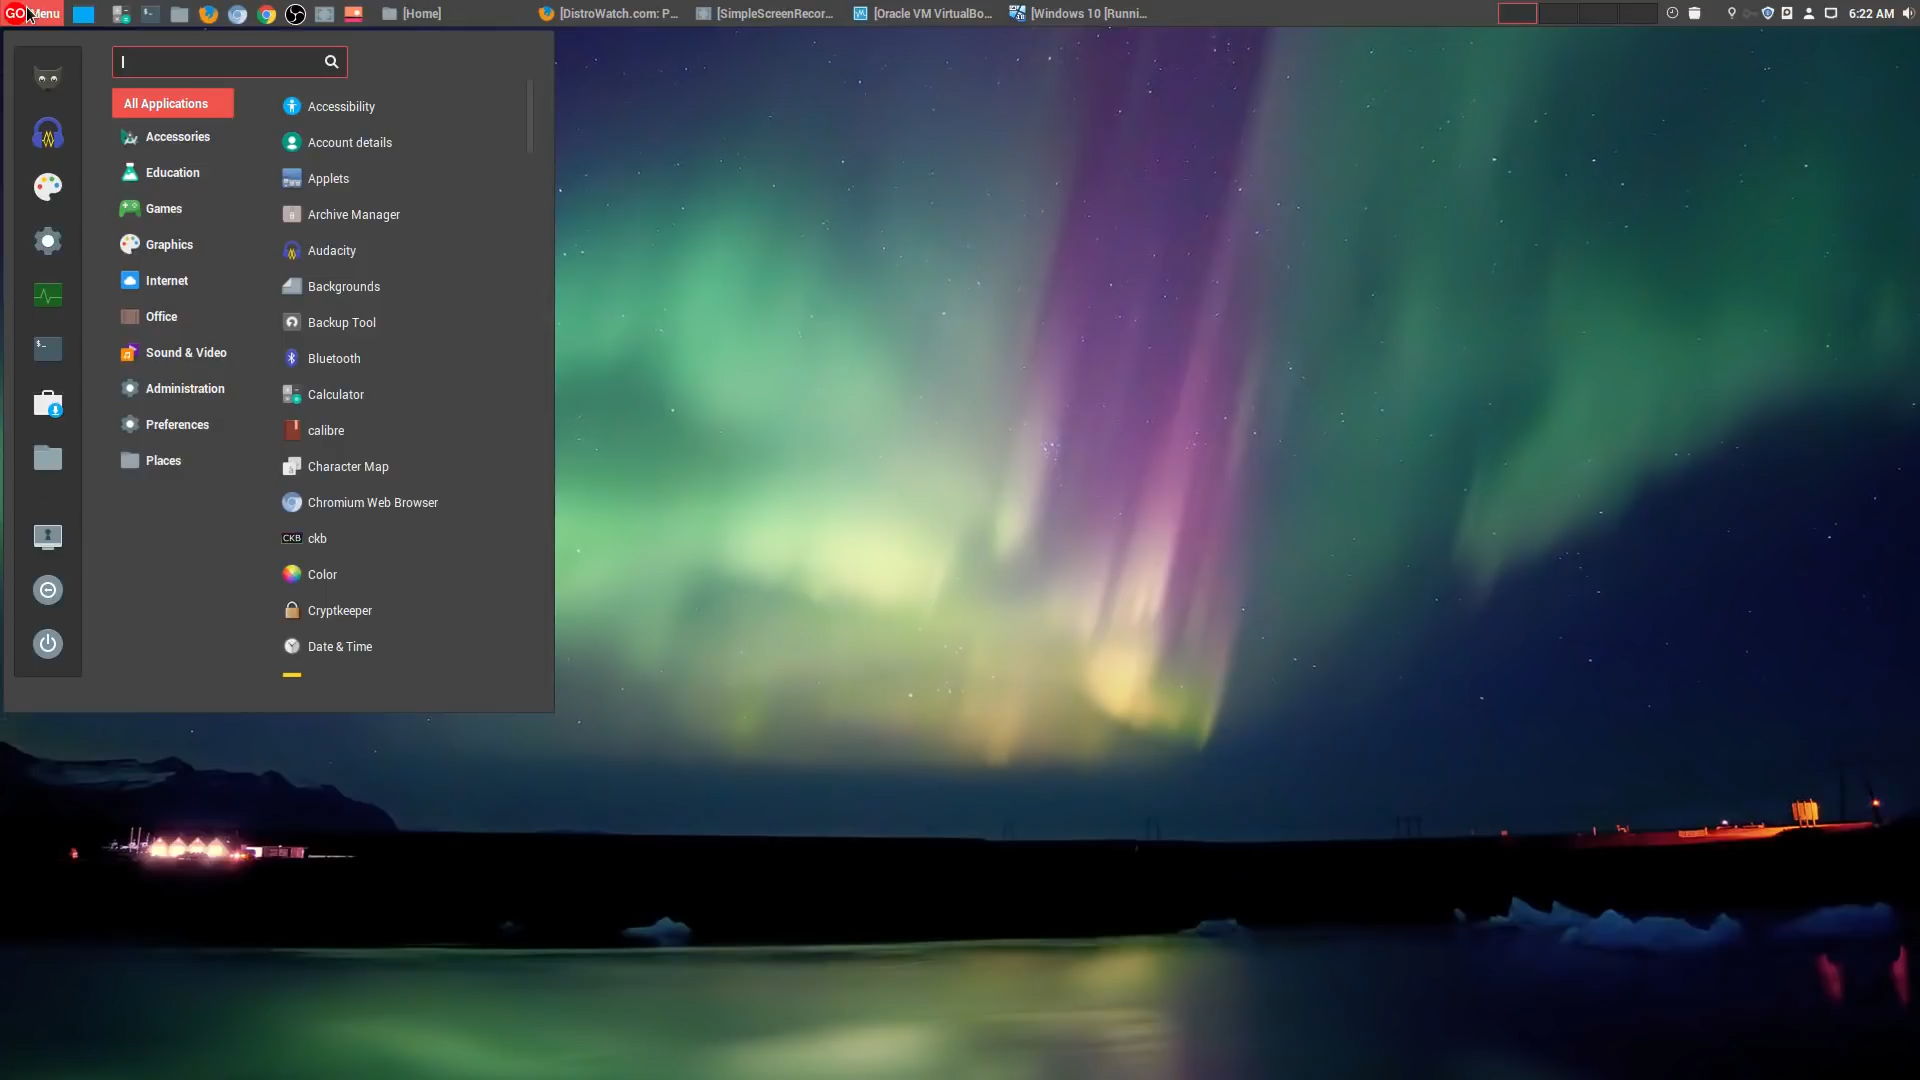 GO Menu
[Home]
[DistroWatch.com: P...
[SimpleScreenRecor...
[Oracle VM VirtualBo...
[Windows 10 [Runni...
6:22 AM
All Applications
Accessories
Education
Games
Graphics
Internet
Office
Sound & Video
Administration
Preferences
Places
Accessibility
Account details
Applets
Archive Manager
Audacity
Backgrounds
Backup Tool
Bluetooth
Calculator
calibre
Character Map
Chromium Web Browser
CKB ckb
Color
Cryptkeeper
Date & Time